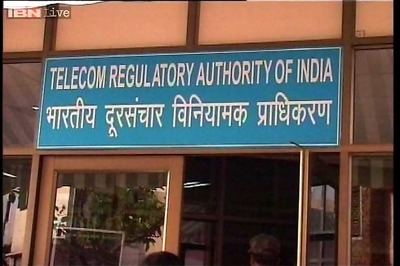 IBN live
TELECOM REGULATORY AUTHORITY OF INDIA
भारतीय दूरसंचार विनियामक प्राधिकरण